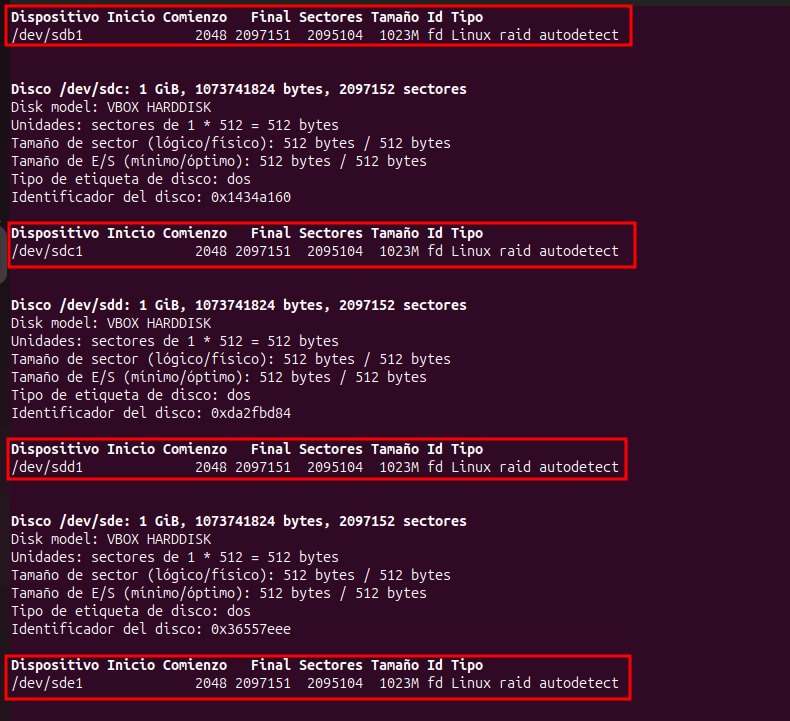 Dispositivo Inicio Comienzo   Final Sectores Tamaño Id Tipo
/dev/sdb1              2048 2097151  2095104  1023M fd Linux raid autodetect
Disco /dev/sdc: 1 GiB, 1073741824 bytes, 2097152 sectores
Disk model: VBOX HARDDISK
Unidades: sectores de 1 * 512 = 512 bytes
Tamaño de sector (lógico/físico): 512 bytes / 512 bytes
Tamaño de E/S (mínimo/óptimo): 512 bytes / 512 bytes
Tipo de etiqueta de disco: dos
Identificador del disco: 0x1434a160
Dispositivo Inicio Comienzo   Final Sectores Tamaño Id Tipo
/dev/sdc1              2048 2097151  2095104  1023M fd Linux raid autodetect
Disco /dev/sdd: 1 GiB, 1073741824 bytes, 2097152 sectores
Disk model: VBOX HARDDISK
Unidades: sectores de 1 * 512 = 512 bytes
Tamaño de sector (lógico/físico): 512 bytes / 512 bytes
Tamaño de E/S (mínimo/óptimo): 512 bytes / 512 bytes
Tipo de etiqueta de disco: dos
Identificador del disco: 0xda2fbd84
Dispositivo Inicio Comienzo   Final Sectores Tamaño Id Tipo
/dev/sdd1              2048 2097151  2095104  1023M fd Linux raid autodetect
Disco /dev/sde: 1 GiB, 1073741824 bytes, 2097152 sectores
Disk model: VBOX HARDDISK
Unidades: sectores de 1 * 512 = 512 bytes
Tamaño de sector (lógico/físico): 512 bytes / 512 bytes
Tamaño de E/S (mínimo/óptimo): 512 bytes / 512 bytes
Tipo de etiqueta de disco: dos
Identificador del disco: 0x36557eee
Dispositivo Inicio Comienzo   Final Sectores Tamaño Id Tipo
/dev/sde1              2048 2097151  2095104  1023M fd Linux raid autodetect